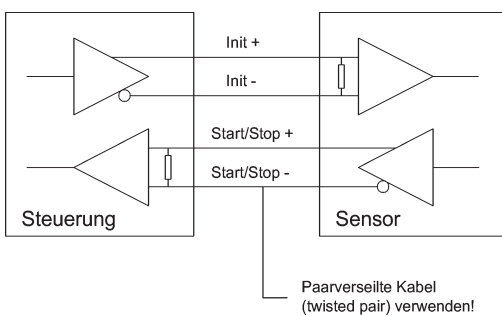 Init +
Init -
Start/Stop +
Start/Stop -
Steuerung
Sensor
Paarverseilte Kabel
(twisted pair) verwenden!